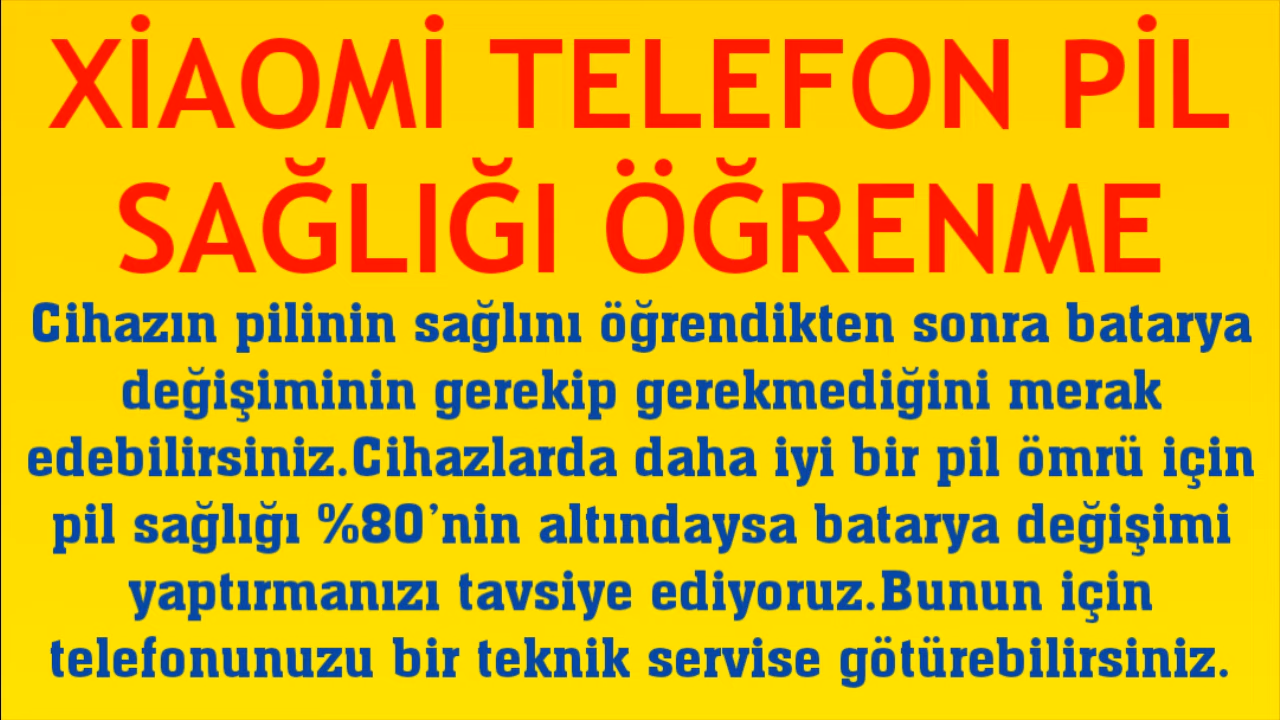 XİAOMİ TELEFON PİL
SAĞLIĞI ÖĞRENME
Cihazın pilinin sağlını öğrendikten sonra batarya
değişiminin gerekip gerekmediğini merak
edebilirsiniz.Cihazlarda daha iyi bir pil ömrü için
pil sağlığı %80’nin altındaysa batarya değişimi
yaptırmanızı tavsiye ediyoruz.Bunun için
telefonunuzu bir teknik servise götürebilirsiniz.